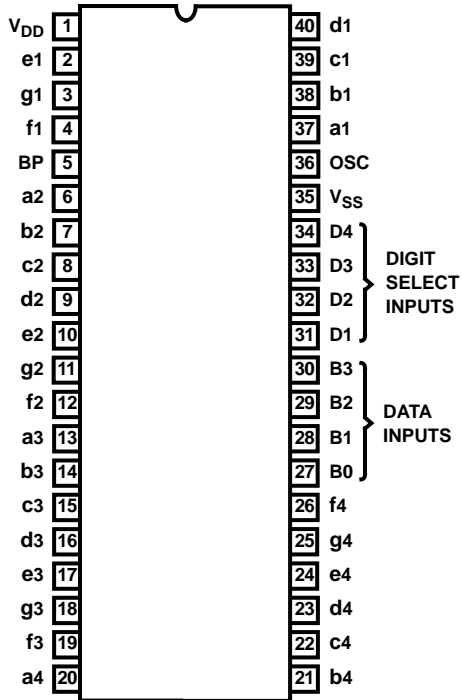 VDD 1 40 d1
e1 2 39 c1
g1 3 38 b1
f1 4 37 a1
BP 5 36 OSC
a2 6 35 VSS
b2 7 34 D4
c2 8 33 D3
d2 9 32 D2
e2 10 31 D1
DIGIT
SELECT
INPUTS
g2 11 30 B3
f2 12 29 B2
a3 13 28 B1
b3 14 27 B0
DATA
INPUTS
c3 15 26 f4
d3 16 25 g4
e3 17 24 e4
g3 18 23 d4
f3 19 22 c4
a4 20 21 b4